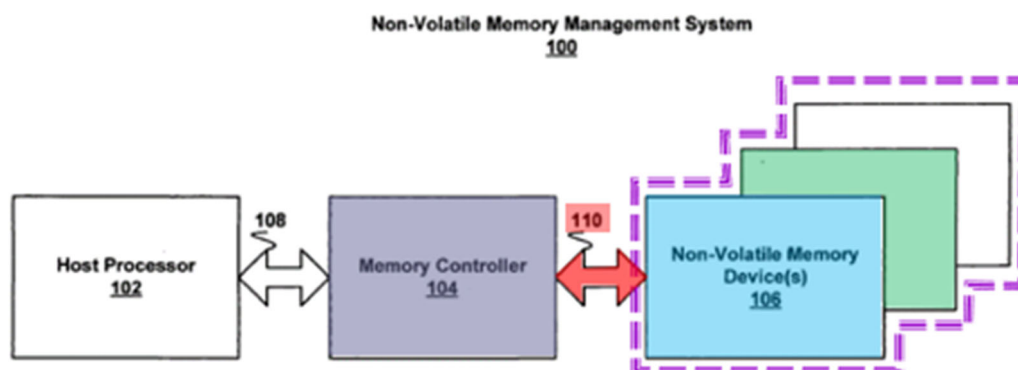 Non-Volatile Memory Management System
100
108
110
Host Processor
102
Memory Controller
104
Non-Volatile Memory
Device(s)
106